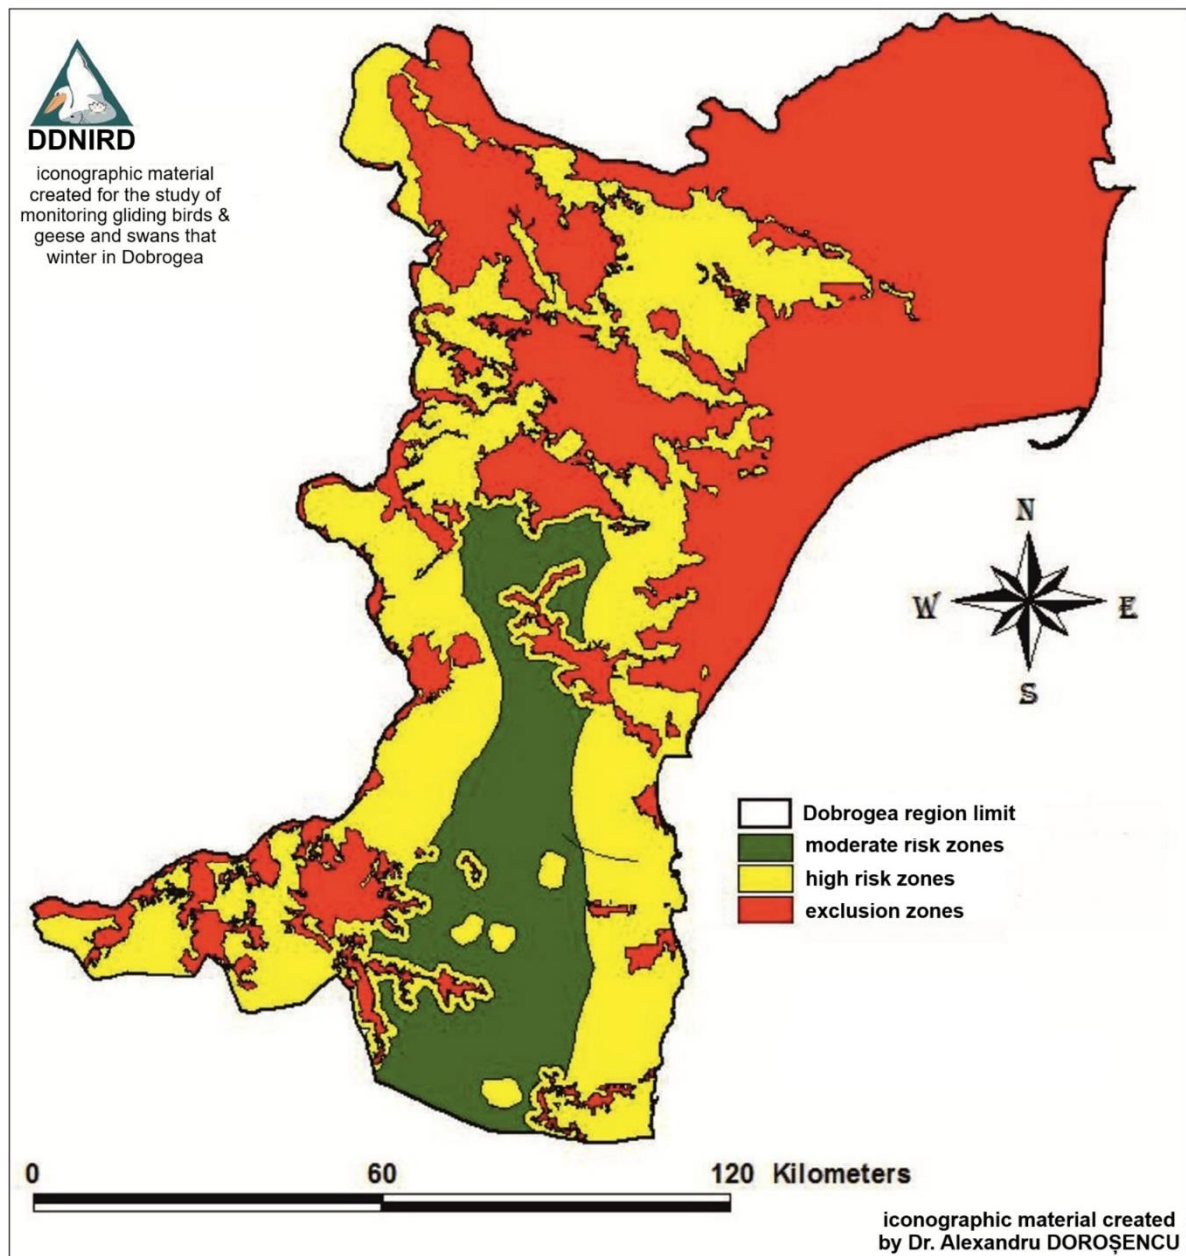 DDNIRD
iconographic material
created for the study of
monitoring gliding birds &
geese and swans that
winter in Dobrogea
N
W E
S
Dobrogea region limit
moderate risk zones
high risk zones
exclusion zones
0 60 120 Kilometers
iconographic material created
by Dr. Alexandru DOROȘENCU